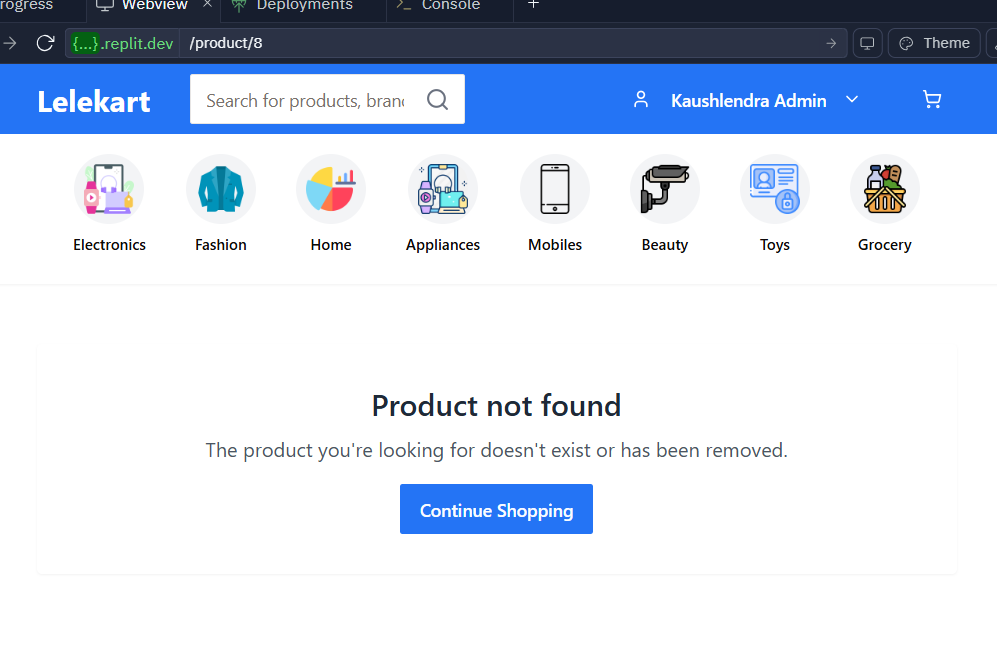 rogress Webview × Deployments Console +
{...}.replit.dev /product/8 Theme
Lelekart Search for products, bran Kaushlendra Admin
Electronics Fashion Home Appliances Mobiles Beauty Toys Grocery
Product not found
The product you're looking for doesn't exist or has been removed.
Continue Shopping